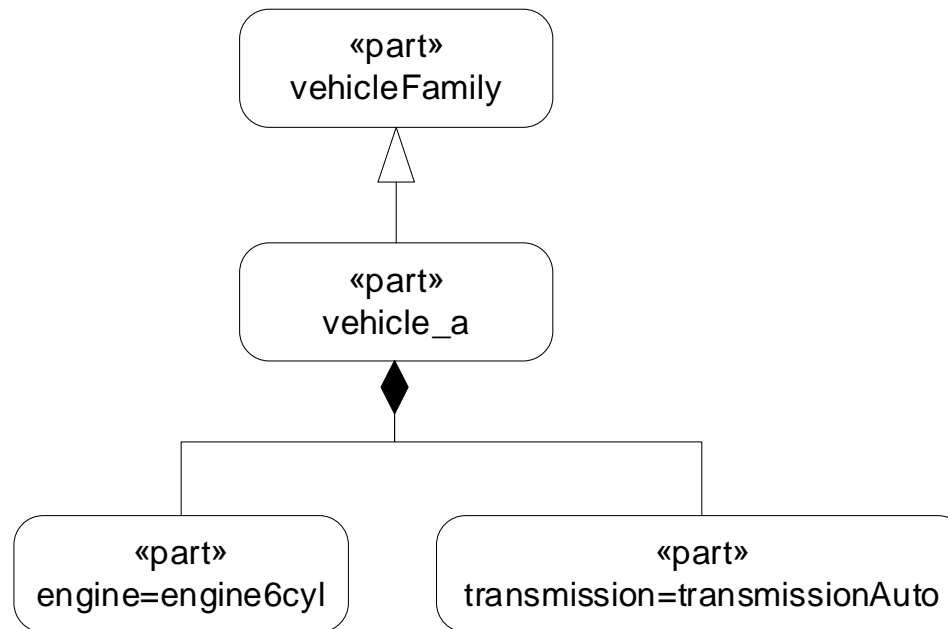 «part»
vehicleFamily
«part»
vehicle_a
«part»
engine=engine6cyl
«part»
transmission=transmissionAuto